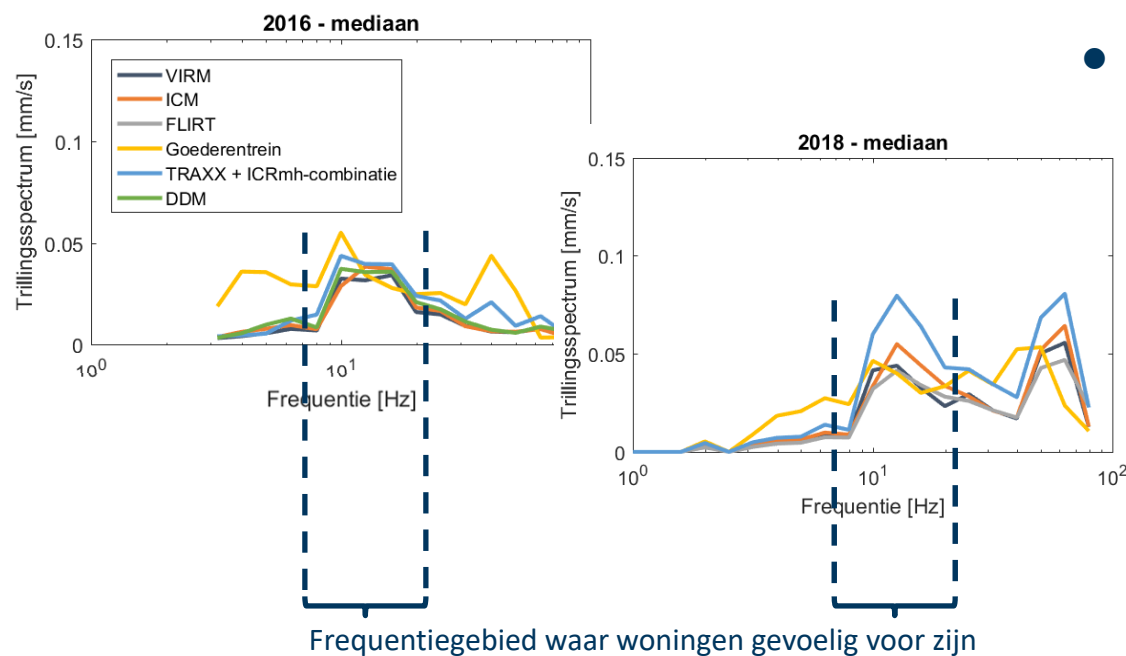 2016 - mediaan
0.15
0.1
0.05
0
Trillingsspectrum [mm/s]
VIRM
ICM
FLIRT
Goederentrein
TRAXX + ICRmh-combinatie
DDM
10^0
10^1
Frequentie [Hz]
2018 - mediaan
0.15
0.1
0.05
0
Trillingsspectrum [mm/s]
10^0
10^1
10^2
Frequentie [Hz]
Frequentiegebied waar woningen gevoelig voor zijn